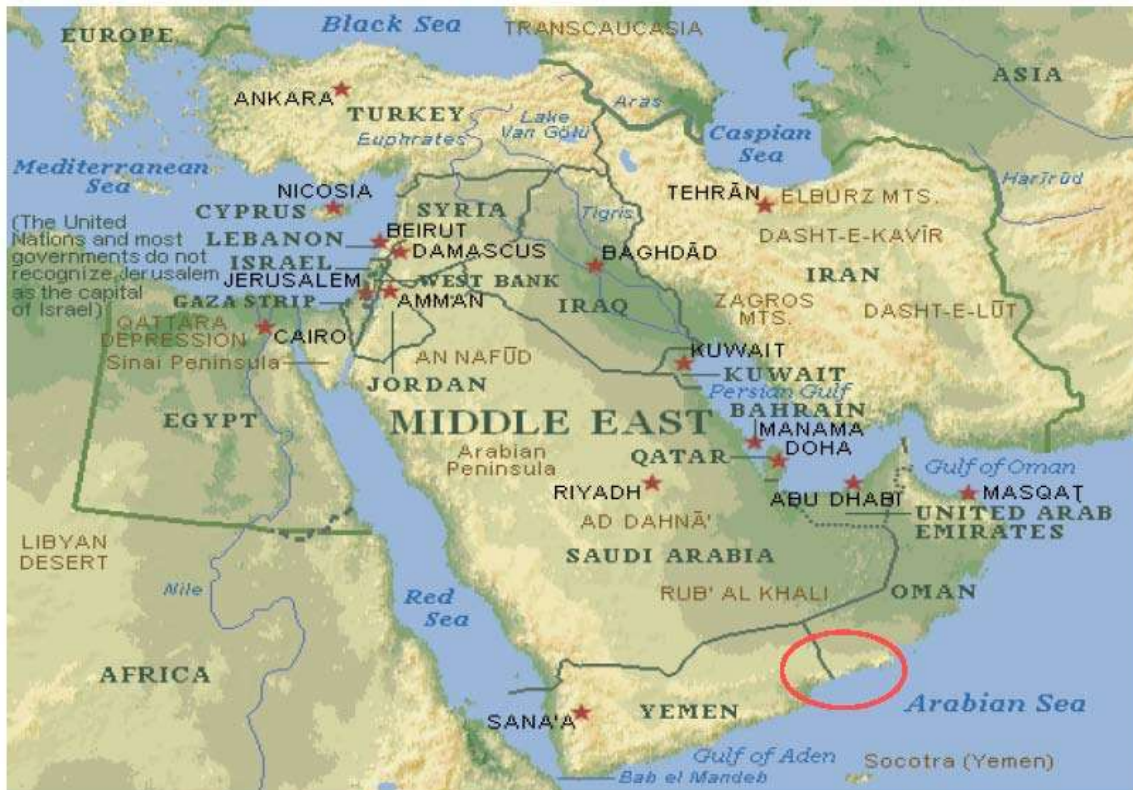 Black Sea
TRANSCAUCASIA
EUROPE
ASIA
ANKARA
TURKEY
Aras
Lake
Van Gölü
Euphrates
Caspian
Sea
Mediterranean
Sea
Harīrūd
NICOSIA
CYPRUS
SYRIA
Tigris
TEHRĀN
ELBURZ MTS.
(The United
Nations and most
governments do not
recognize Jerusalem
as the capital
of Israel)
LEBANON
BEIRUT
DAMASCUS
ISRAEL
JERUSALEM
WEST BANK
GAZA STRIP
AMMAN
BAGHDĀD
IRAQ
DASHT-E-KAVĪR
IRAN
ZAGROS
MTS.
DASHT-E-LŪT
QATTARA
DEPRESSION
CAIRO
Sinai Peninsula
AN NAFŪD
JORDAN
KUWAIT
KUWAIT
Persian Gulf
EGYPT
MIDDLE EAST
BAHRAIN
MANAMA
Arabian
Peninsula
QATAR
DOHA
Gulf of Oman
RIYADH
ABU DHABĪ
MASQAṬ
UNITED ARAB
EMIRATES
AD DAHNĀ'
LIBYAN
DESERT
SAUDI ARABIA
Nile
Red
Sea
RUB' AL KHALI
OMAN
AFRICA
SANA'A
YEMEN
Arabian Sea
Gulf of Aden
Bab el Mandeb
Socotra (Yemen)